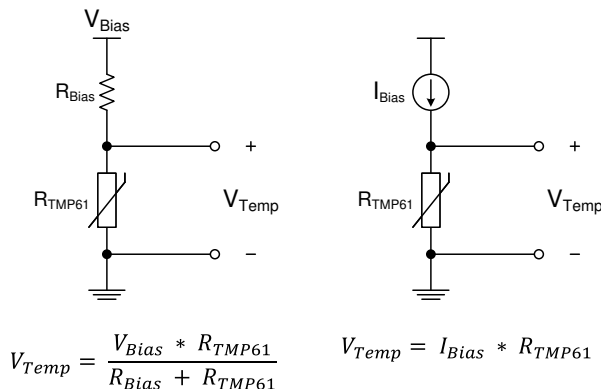 V_Bias
R_Bias
+
R_TMP61
V_Temp
−
V_Temp = V_Bias * R_TMP61 / R_Bias + R_TMP61
I_Bias
+
R_TMP61
V_Temp
−
V_Temp = I_Bias * R_TMP61